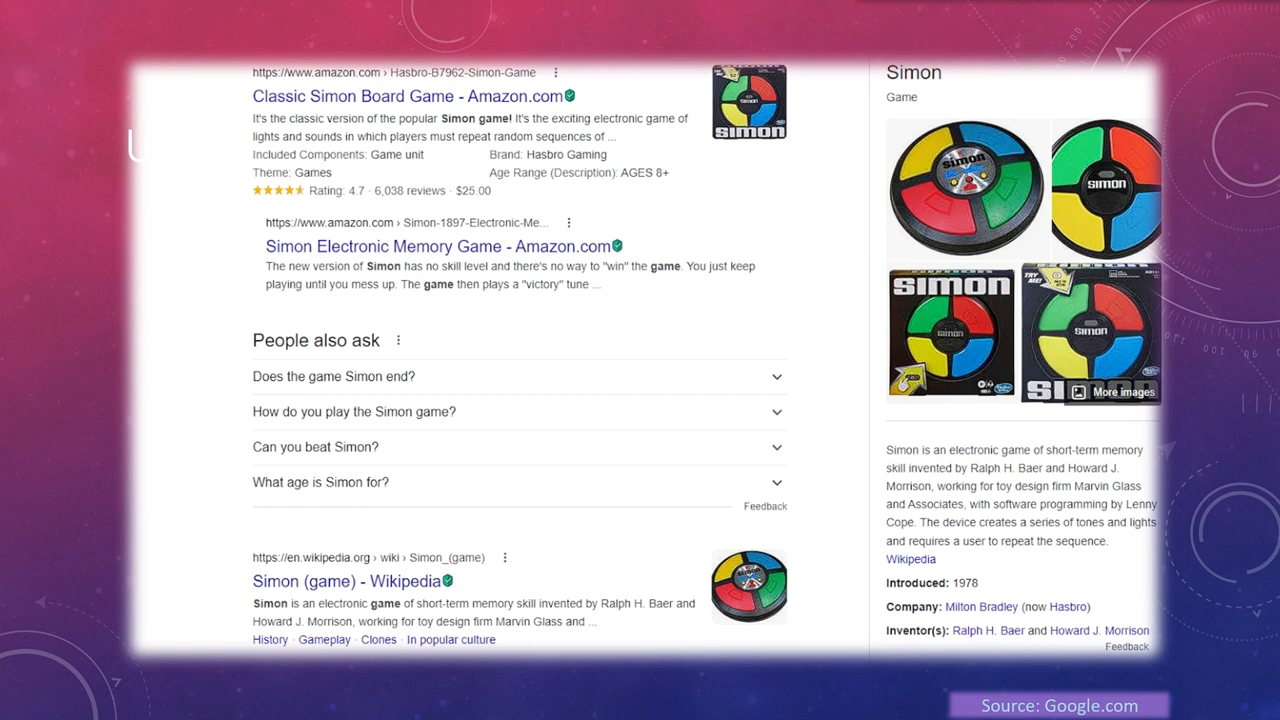 https://www.amazon.com › Hasbro-B7962-Simon-Game
Classic Simon Board Game - Amazon.com
It's the classic version of the popular Simon game! It's the exciting electronic game of
lights and sounds in which players must repeat random sequences of ...
Included Components: Game unit
Brand: Hasbro Gaming
Theme: Games
Age Range (Description): AGES 8+
Rating: 4.7 · 6,038 reviews · $25.00
SIMON
https://www.amazon.com › Simon-1897-Electronic-Me...
Simon Electronic Memory Game - Amazon.com
The new version of Simon has no skill level and there's no way to "win" the game. You just keep
playing until you mess up. The game then plays a "victory" tune ...
People also ask
Does the game Simon end?
How do you play the Simon game?
Can you beat Simon?
What age is Simon for?
Feedback
https://en.wikipedia.org › wiki › Simon_(game)
Simon (game) - Wikipedia
Simon is an electronic game of short-term memory skill invented by Ralph H. Baer and
Howard J. Morrison, working for toy design firm Marvin Glass and ...
History · Gameplay · Clones · In popular culture
Simon
Game
simon
SIMON
SIMON
SIMON
TRY ME!
SIMON
More images
Simon is an electronic game of short-term memory
skill invented by Ralph H. Baer and Howard J.
Morrison, working for toy design firm Marvin Glass
and Associates, with software programming by Lenny
Cope. The device creates a series of tones and lights
and requires a user to repeat the sequence.
Wikipedia
Introduced: 1978
Company: Milton Bradley (now Hasbro)
Inventor(s): Ralph H. Baer and Howard J. Morrison
Feedback
Source: Google.com